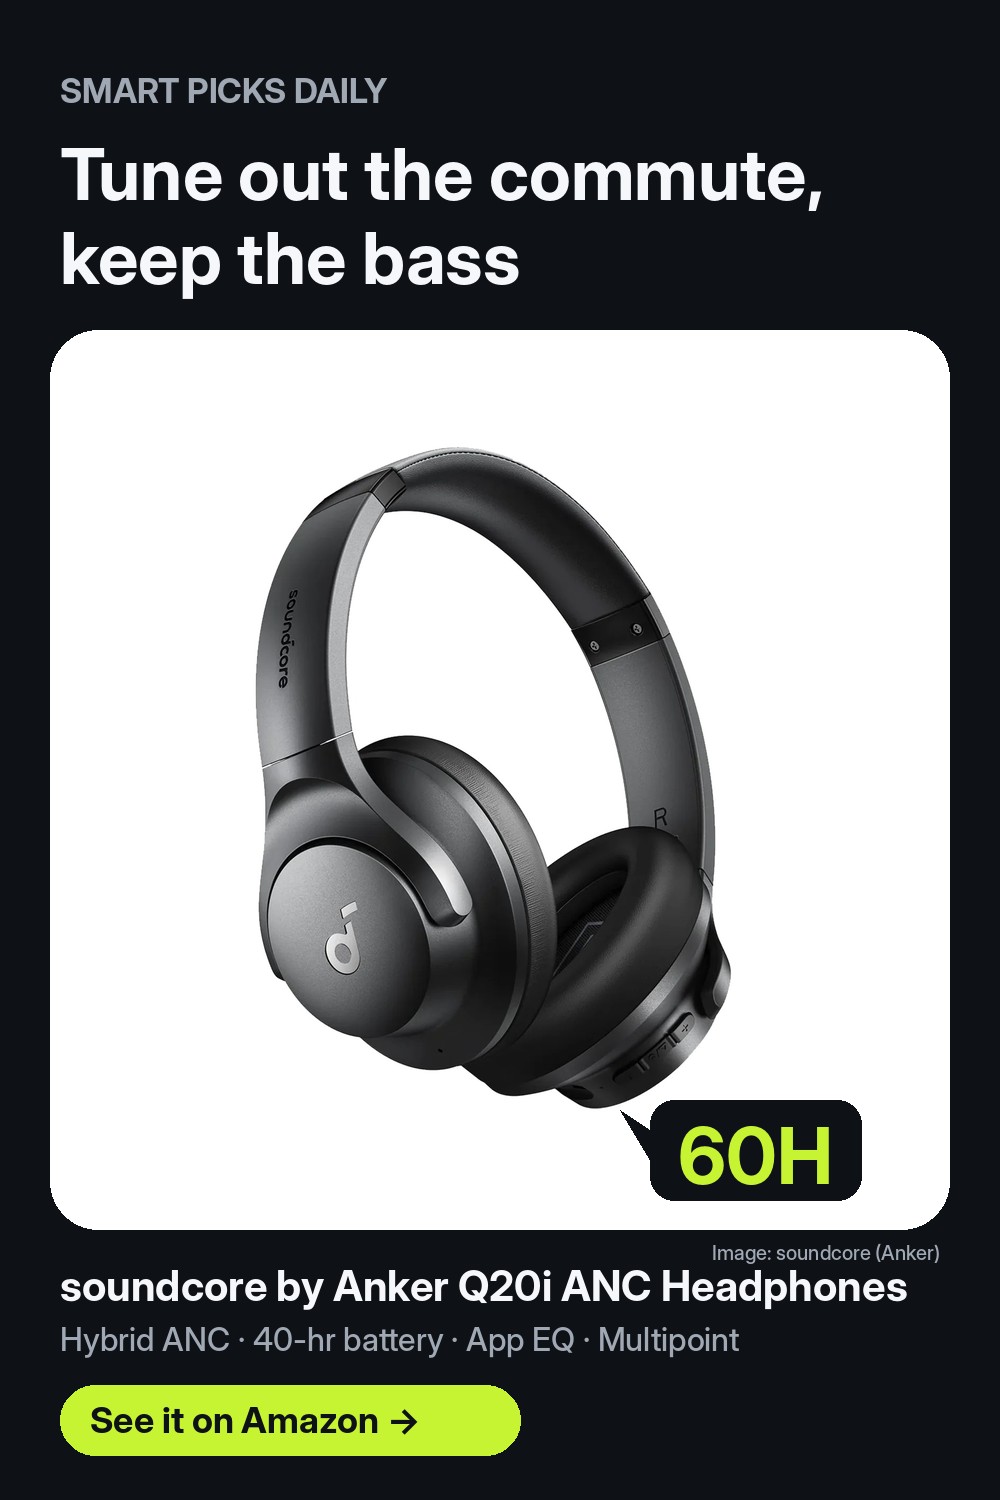 SMART PICKS DAILY
Tune out the commute,
keep the bass
soundcore
R
60H
Image: soundcore (Anker)
soundcore by Anker Q20i ANC Headphones
Hybrid ANC · 40-hr battery · App EQ · Multipoint
See it on Amazon →